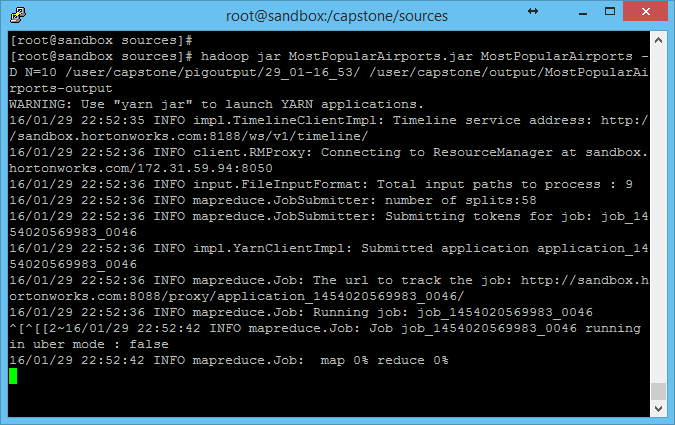 root@sandbox:/capstone/sources
[root@sandbox sources]#
[root@sandbox sources]# hadoop jar MostPopularAirports.jar MostPopularAirports -
D N=10 /user/capstone/pigoutput/29_01-16_53/ /user/capstone/output/MostPopularAi
rports-output
WARNING: Use "yarn jar" to launch YARN applications.
16/01/29 22:52:35 INFO impl.TimelineClientImpl: Timeline service address: http:/
/sandbox.hortonworks.com:8188/ws/v1/timeline/
16/01/29 22:52:36 INFO client.RMProxy: Connecting to ResourceManager at sandbox.
hortonworks.com/172.31.59.94:8050
16/01/29 22:52:36 INFO input.FileInputFormat: Total input paths to process : 9
16/01/29 22:52:36 INFO mapreduce.JobSubmitter: number of splits:58
16/01/29 22:52:36 INFO mapreduce.JobSubmitter: Submitting tokens for job: job_14
54020569983_0046
16/01/29 22:52:36 INFO impl.YarnClientImpl: Submitted application application_14
54020569983_0046
16/01/29 22:52:36 INFO mapreduce.Job: The url to track the job: http://sandbox.h
ortonworks.com:8088/proxy/application_1454020569983_0046/
16/01/29 22:52:36 INFO mapreduce.Job: Running job: job_1454020569983_0046
^[^[[2~16/01/29 22:52:42 INFO mapreduce.Job: Job job_1454020569983_0046 running
in uber mode : false
16/01/29 22:52:42 INFO mapreduce.Job:  map 0% reduce 0%